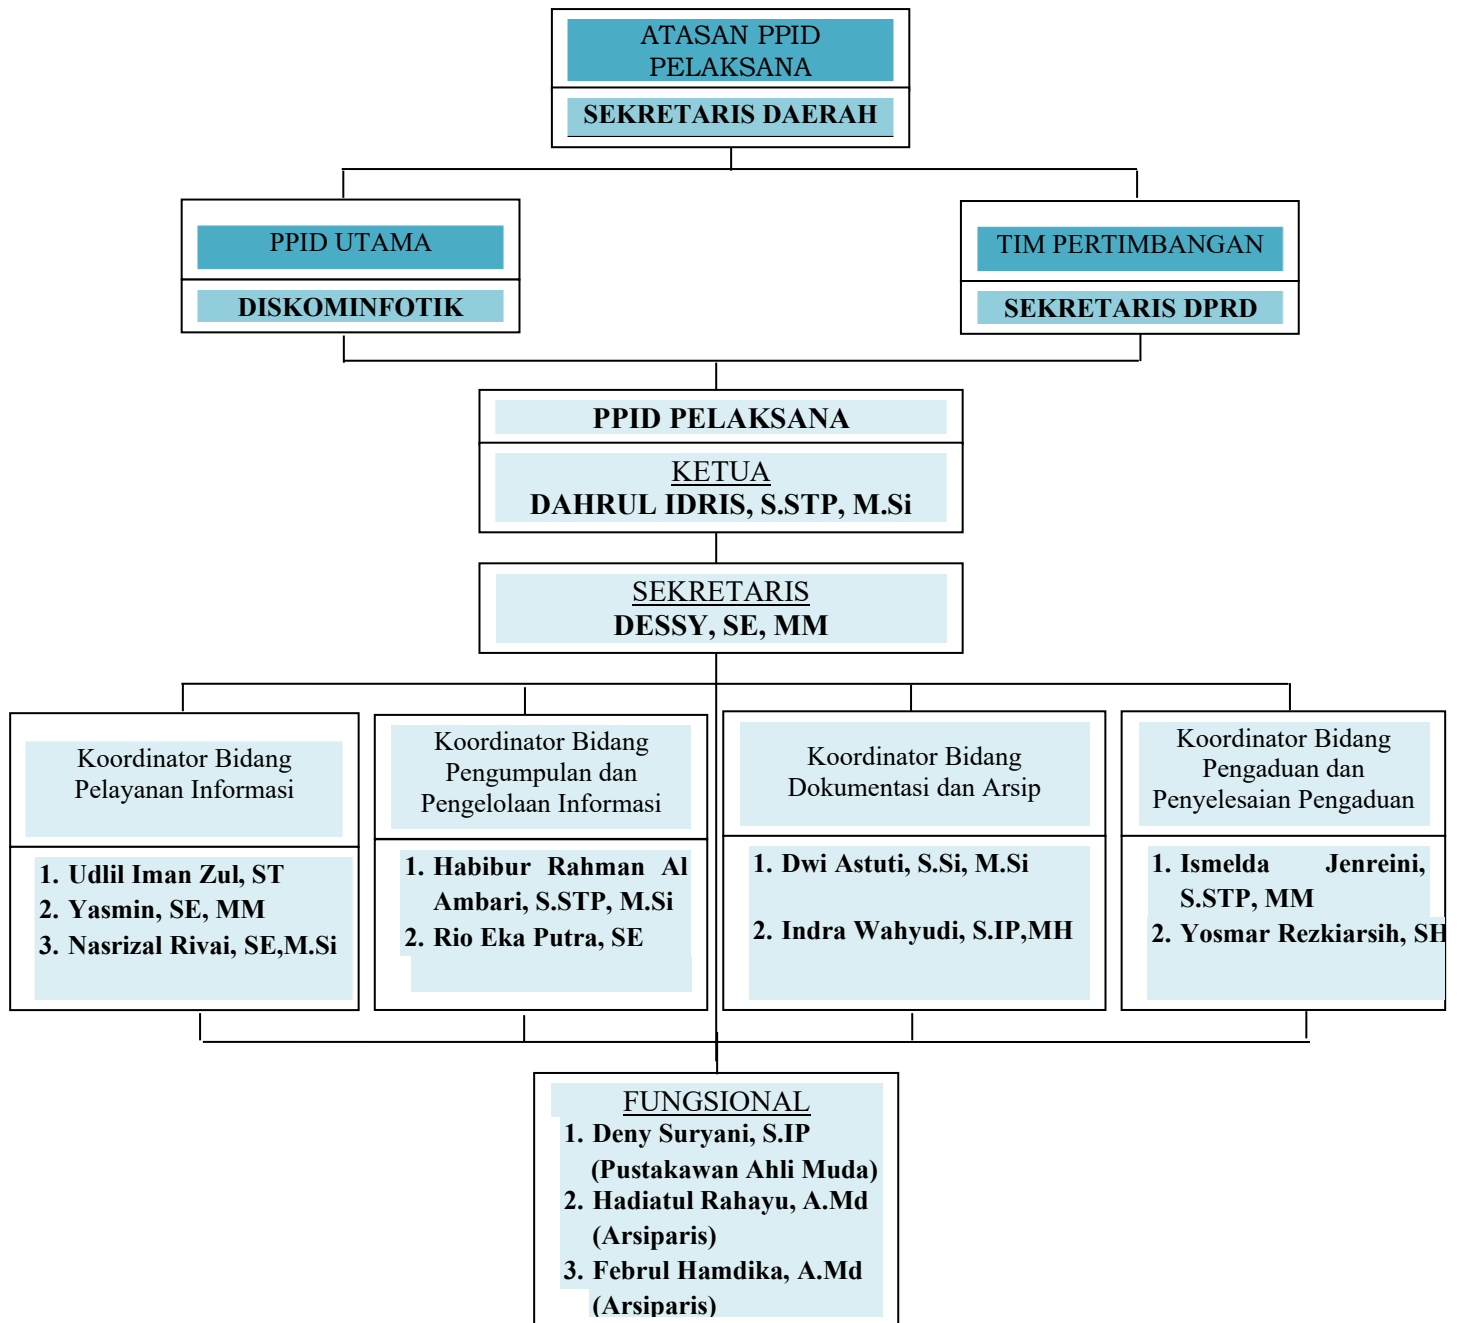 ATASAN PPID
PELAKSANA
SEKRETARIS DAERAH
PPID UTAMA
DISKOMINFOTIK
TIM PERTIMBANGAN
SEKRETARIS DPRD
PPID PELAKSANA
KETUA
DAHRUL IDRIS, S.STP, M.Si
SEKRETARIS
DESSY, SE, MM
Koordinator Bidang
Pelayanan Informasi
1. Udlil Iman Zul, ST
2. Yasmin, SE, MM
3. Nasrizal Rivai, SE,M.Si
Koordinator Bidang
Pengumpulan dan
Pengelolaan Informasi
1. Habibur Rahman Al
Ambari, S.STP, M.Si
2. Rio Eka Putra, SE
Koordinator Bidang
Dokumentasi dan Arsip
1. Dwi Astuti, S.Si, M.Si
2. Indra Wahyudi, S.IP,MH
Koordinator Bidang
Pengaduan dan
Penyelesaian Pengaduan
1. Ismelda Jenreini,
S.STP, MM
2. Yosmar Rezkiarsih, SH
FUNGSIONAL
1. Deny Suryani, S.IP
(Pustakawan Ahli Muda)
2. Hadiatul Rahayu, A.Md
(Arsiparis)
3. Februl Hamdika, A.Md
(Arsiparis)